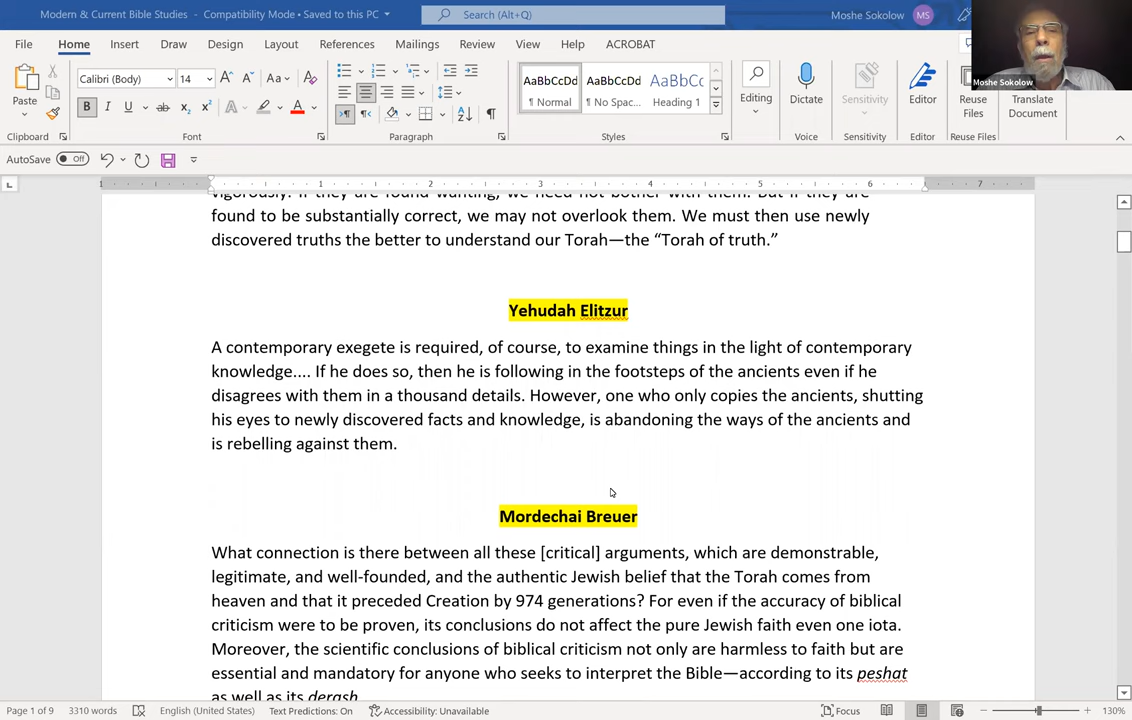 Modern & Current Bible Studies - Compatibility Mode • Saved to this PC
Search (Alt+Q)
Moshe Sokolow
MS
File Home Insert Draw Design Layout References Mailings Review View Help ACROBAT
Moshe Sokolow
Paste
Calibri (Body) 14
AaBbCcDd AaBbCcDd AaBbCc
¶ Normal ¶ No Spac... Heading 1
Editing Dictate Sensitivity Editor Reuse Files Translate Document
Clipboard Font Paragraph Styles Voice Sensitivity Editor Reuse Files
AutoSave Off
1 1 2 3 4 5 6 7
vigorously. If they are found wanting, we need not bother with them. But if they are
found to be substantially correct, we may not overlook them. We must then use newly
discovered truths the better to understand our Torah—the “Torah of truth.”
Yehudah Elitzur
A contemporary exegete is required, of course, to examine things in the light of contemporary
knowledge.... If he does so, then he is following in the footsteps of the ancients even if he
disagrees with them in a thousand details. However, one who only copies the ancients, shutting
his eyes to newly discovered facts and knowledge, is abandoning the ways of the ancients and
is rebelling against them.
Mordechai Breuer
What connection is there between all these [critical] arguments, which are demonstrable,
legitimate, and well-founded, and the authentic Jewish belief that the Torah comes from
heaven and that it preceded Creation by 974 generations? For even if the accuracy of biblical
criticism were to be proven, its conclusions do not affect the pure Jewish faith even one iota.
Moreover, the scientific conclusions of biblical criticism not only are harmless to faith but are
essential and mandatory for anyone who seeks to interpret the Bible—according to its peshat
as well as its derash
Page 1 of 9 3310 words English (United States) Text Predictions: On Accessibility: Unavailable Focus 130%